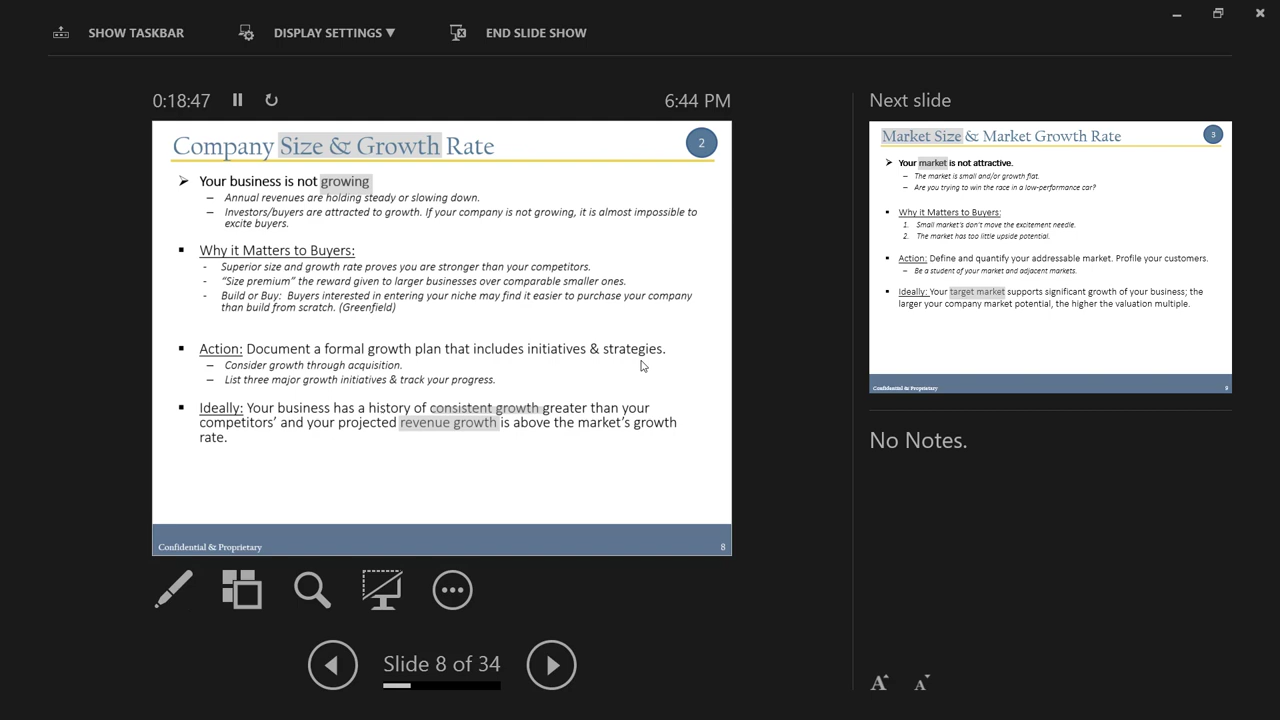 SHOW TASKBAR
DISPLAY SETTINGS ▼
END SLIDE SHOW
0:18:47
6:44 PM
Company Size & Growth Rate
2
➢ Your business is not growing
– Annual revenues are holding steady or slowing down.
– Investors/buyers are attracted to growth. If your company is not growing, it is almost impossible to
excite buyers.
▪ Why it Matters to Buyers:
- Superior size and growth rate proves you are stronger than your competitors.
- “Size premium” the reward given to larger businesses over comparable smaller ones.
- Build or Buy: Buyers interested in entering your niche may find it easier to purchase your company
than build from scratch. (Greenfield)
▪ Action: Document a formal growth plan that includes initiatives & strategies.
– Consider growth through acquisition.
– List three major growth initiatives & track your progress.
▪ Ideally: Your business has a history of consistent growth greater than your
competitors’ and your projected revenue growth is above the market’s growth
rate.
Confidential & Proprietary
8
Slide 8 of 34
Next slide
Market Size & Market Growth Rate
3
➢ Your market is not attractive.
– The market is small and/or growth flat.
– Are you trying to win the race in a low-performance car?
▪ Why it Matters to Buyers:
1. Small market's don't move the excitement needle.
2. The market has too little upside potential.
▪ Action: Define and quantify your addressable market. Profile your customers.
– Be a student of your market and adjacent markets.
▪ Ideally: Your target market supports significant growth of your business; the
larger your company market potential, the higher the valuation multiple.
Confidential & Proprietary
8
No Notes.
A
A